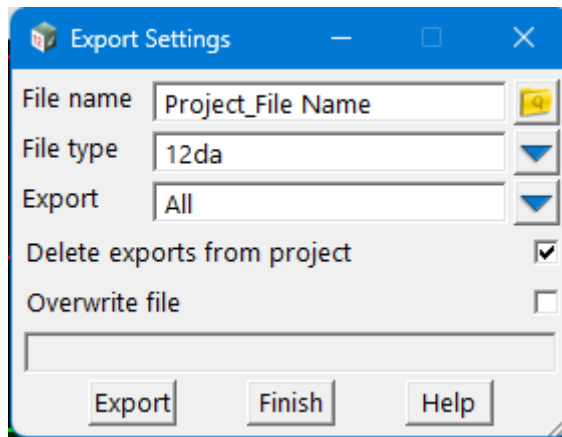 Export Settings
File name Project_File Name
File type 12da
Export All
Delete exports from project
Overwrite file
Export Finish Help